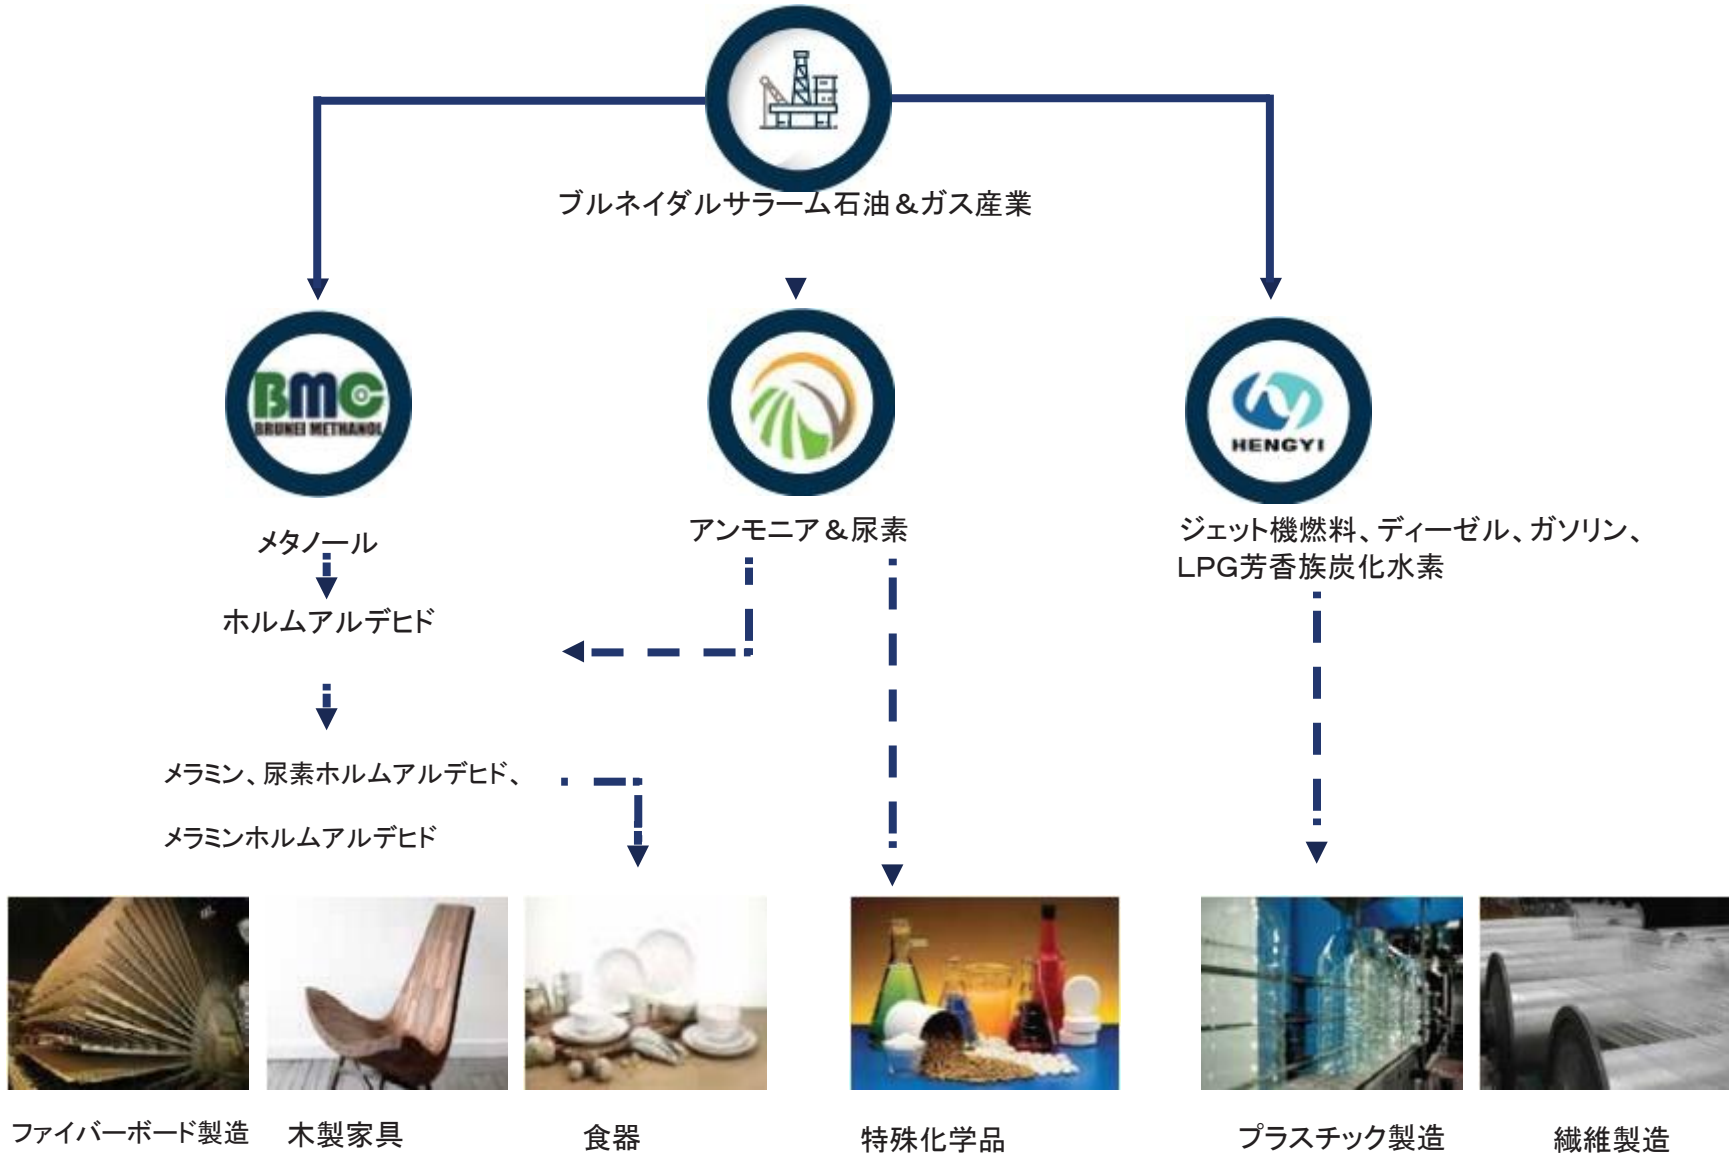 ブルネイダルサラーム石油&ガス産業
BMC
BRUNEI METHANOL
HENGYI
メタノール
アンモニア&尿素
ジェット機燃料、ディーゼル、ガソリン、
LPG芳香族炭化水素
ホルムアルデヒド
メラミン、尿素ホルムアルデヒド、
メラミンホルムアルデヒド
ファイバーボード製造
木製家具
食器
特殊化学品
プラスチック製造
繊維製造